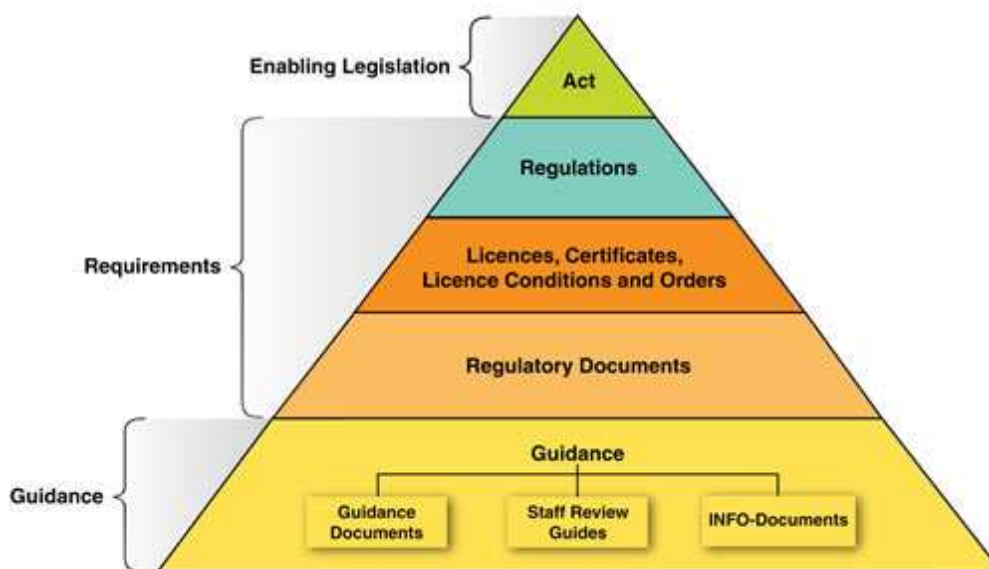 Enabling Legislation
Act
Regulations
Requirements
Licences, Certificates,
Licence Conditions and Orders
Regulatory Documents
Guidance
Guidance
Guidance
Documents
Staff Review
Guides
INFO-Documents